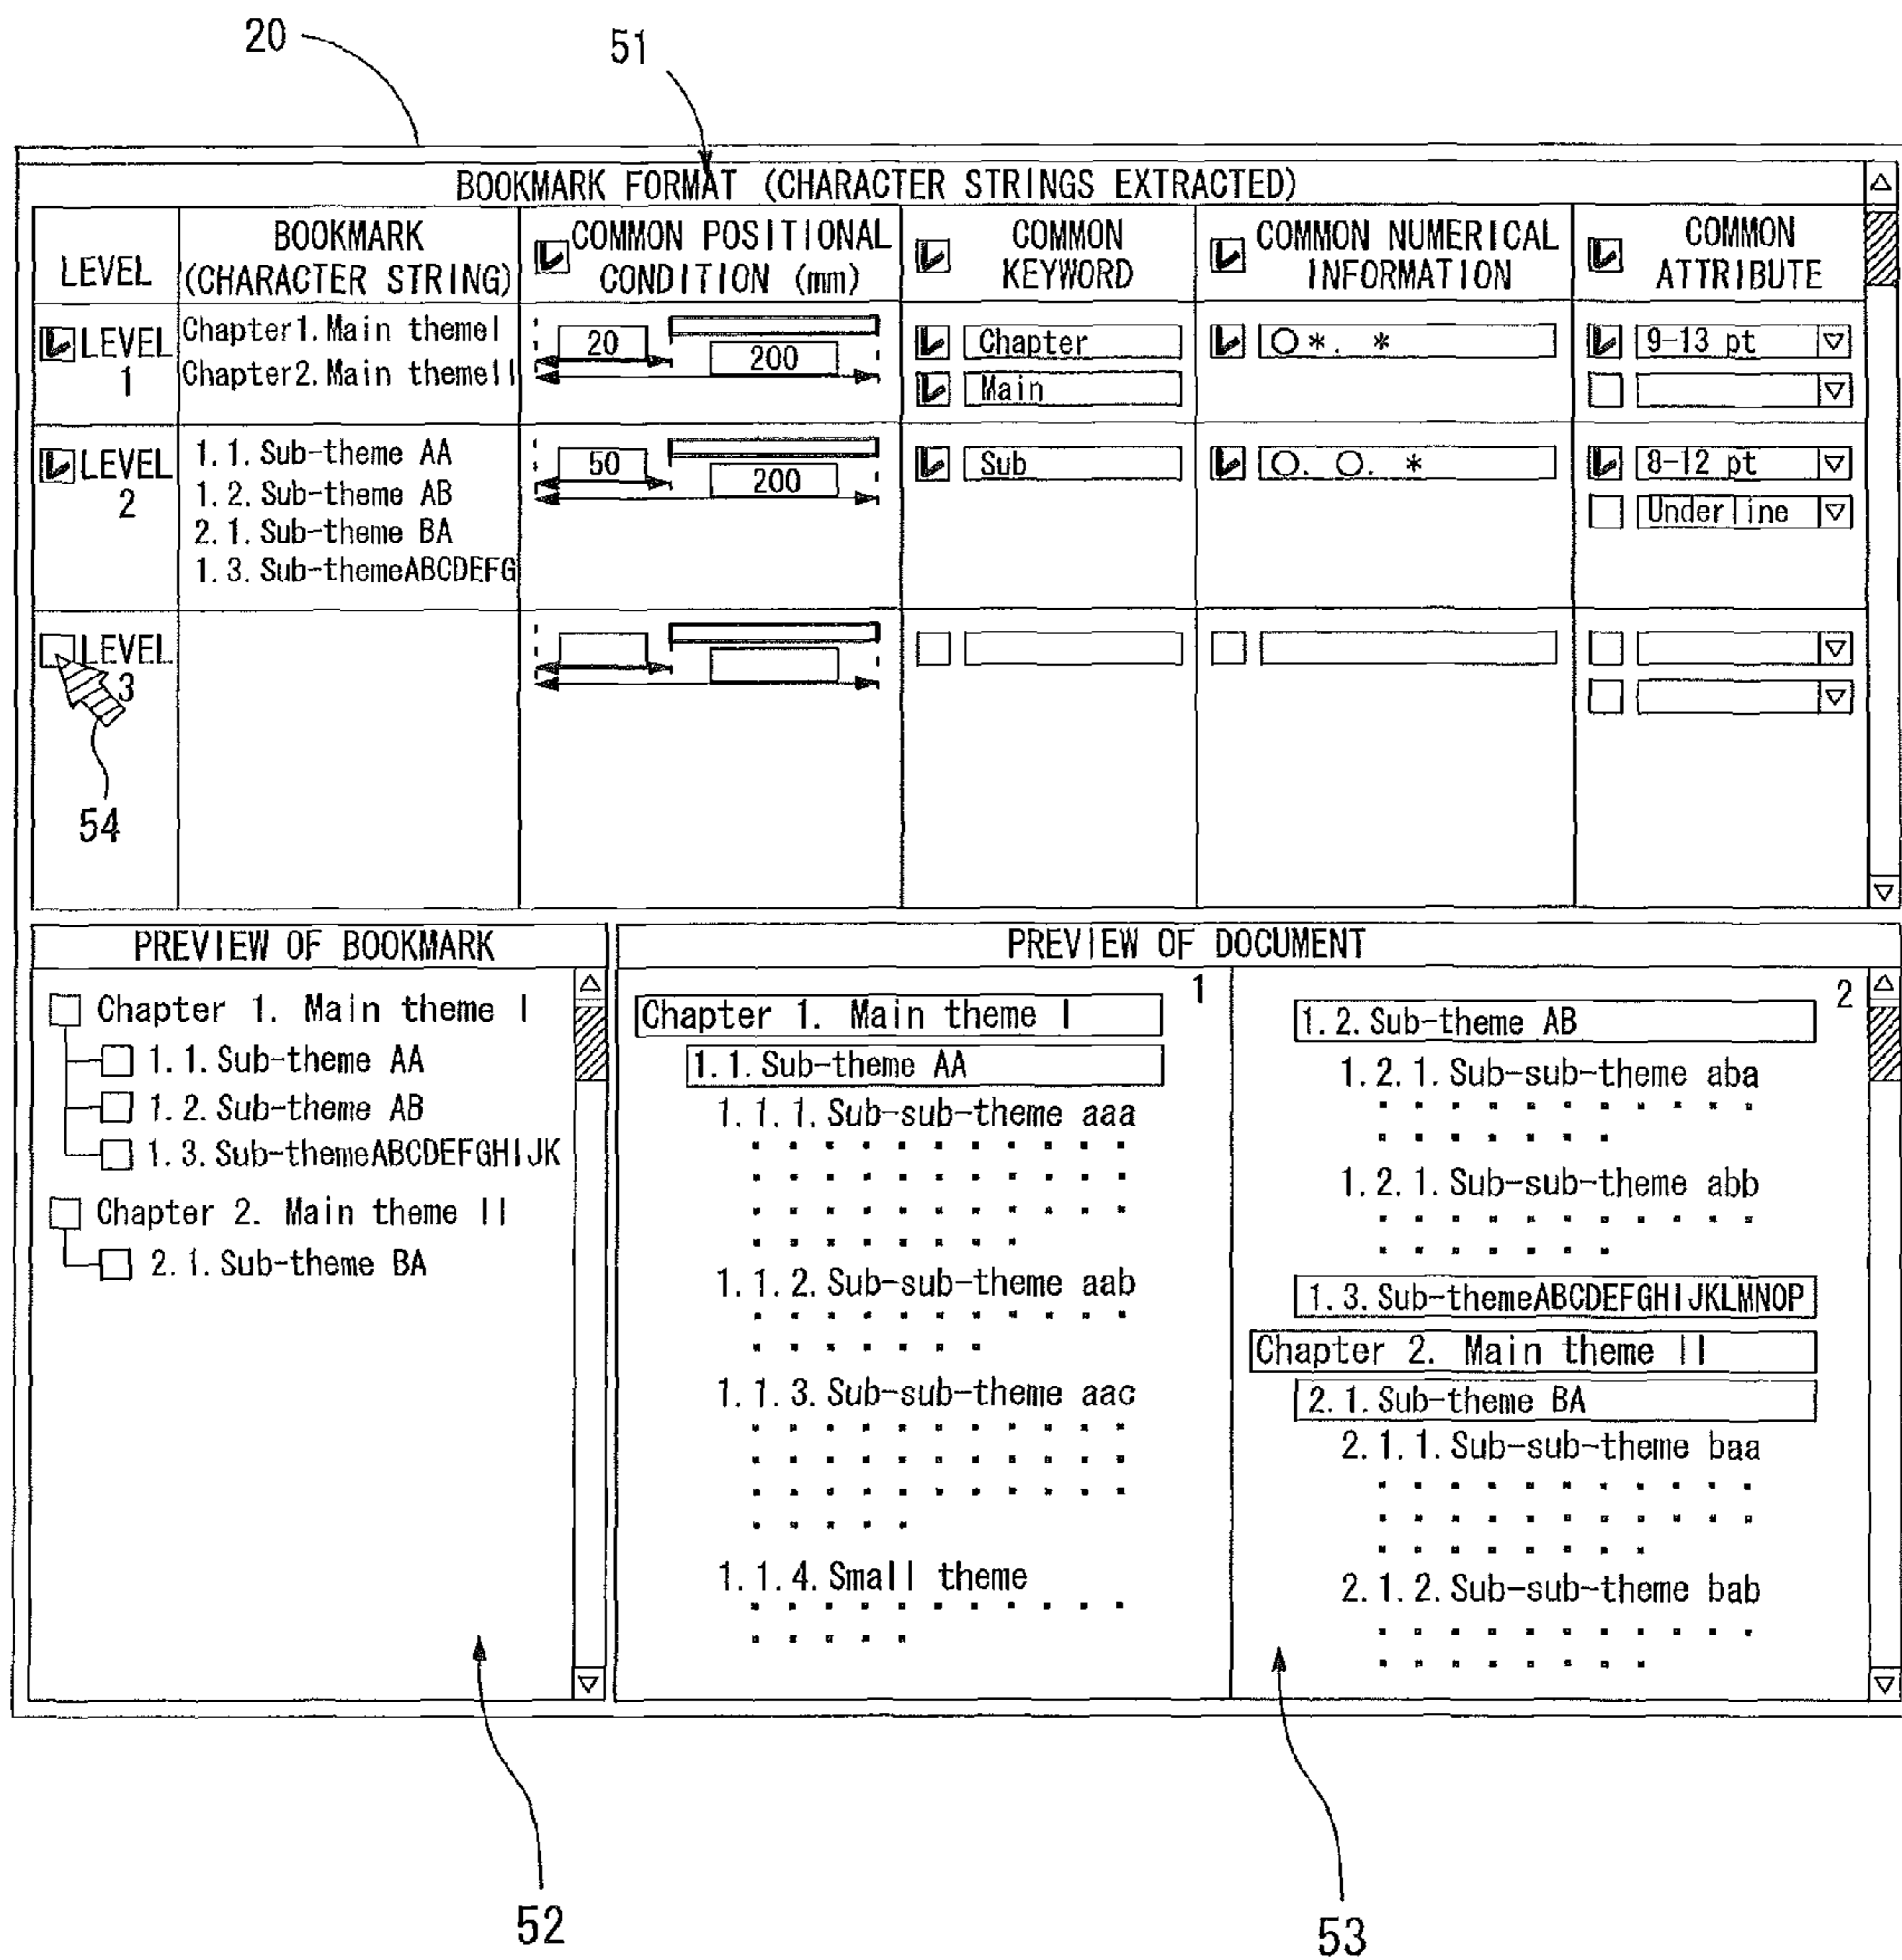 20
51
BOOKMARK FORMAT (CHARACTER STRINGS EXTRACTED)
LEVEL
BOOKMARK
(CHARACTER STRING)
COMMON POSITIONAL
CONDITION (mm)
COMMON
KEYWORD
COMMON NUMERICAL
INFORMATION
COMMON
ATTRIBUTE
LEVEL
1
Chapter1. Main themeI
Chapter2. Main themeII
20
200
Chapter
Main
○*. *
9-13 pt
LEVEL
2
1. 1. Sub-theme AA
1. 2. Sub-theme AB
2. 1. Sub-theme BA
1. 3. Sub-themeABCDEFG
50
200
Sub
○. ○. *
8-12 pt
Underline
LEVEL
3
54
PREVIEW OF BOOKMARK
Chapter 1. Main theme I
1. 1. Sub-theme AA
1. 2. Sub-theme AB
1. 3. Sub-themeABCDEFGHIJK
Chapter 2. Main theme II
2. 1. Sub-theme BA
PREVIEW OF DOCUMENT
1
Chapter 1. Main theme I
1. 1. Sub-theme AA
1. 1. 1. Sub-sub-theme aaa
1. 1. 2. Sub-sub-theme aab
1. 1. 3. Sub-sub-theme aac
1. 1. 4. Small theme
2
1. 2. Sub-theme AB
1. 2. 1. Sub-sub-theme aba
1. 2. 1. Sub-sub-theme abb
1. 3. Sub-themeABCDEFGHIJKLMNOP
Chapter 2. Main theme II
2. 1. Sub-theme BA
2. 1. 1. Sub-sub-theme baa
2. 1. 2. Sub-sub-theme bab
52
53